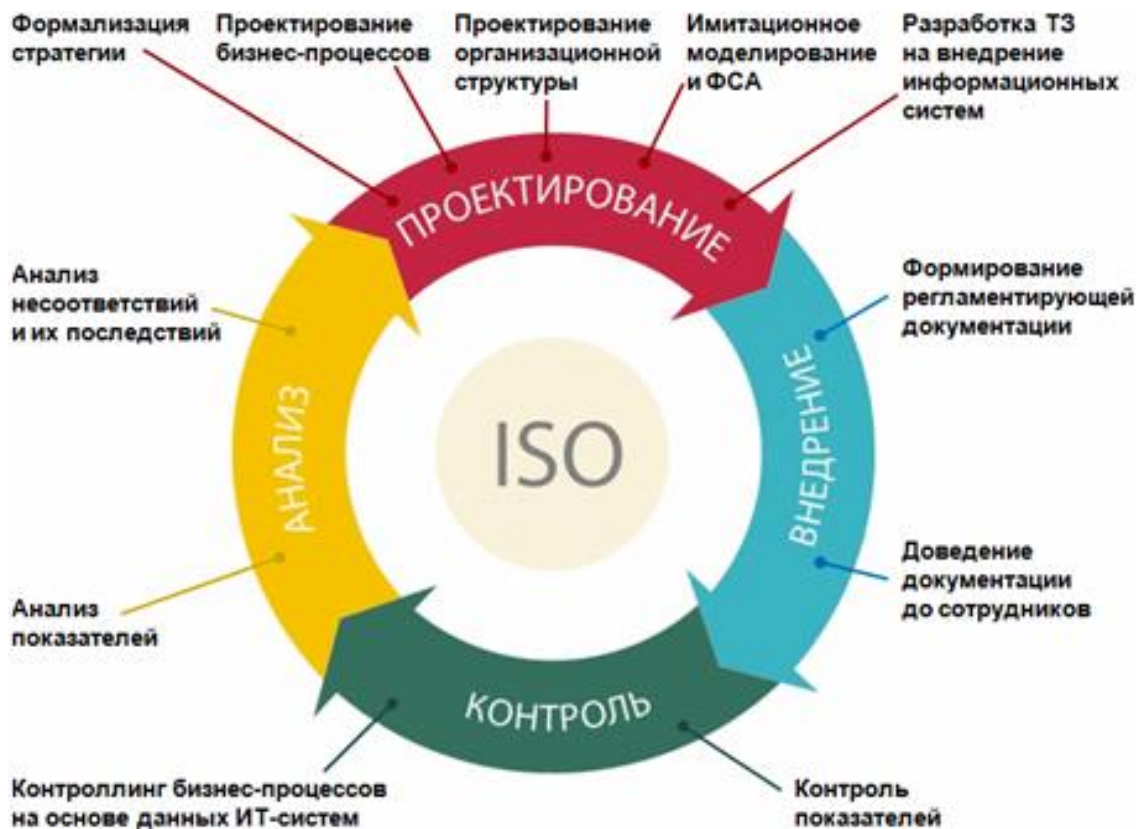 Формализация
стратегии
Проектирование
бизнес-процессов
Проектирование
организационной
структуры
Имитационное
моделирование
и ФСА
Разработка ТЗ
на внедрение
информационных
систем
ПРОЕКТИРОВАНИЕ
Анализ
несоответствий
и их последствий
Формирование
регламентирующей
документации
АНАЛИЗ
ISO
ВНЕДРЕНИЕ
Анализ
показателей
Доведение
документации
до сотрудников
КОНТРОЛЬ
Контроллинг бизнес-процессов
на основе данных ИТ-систем
Контроль
показателей